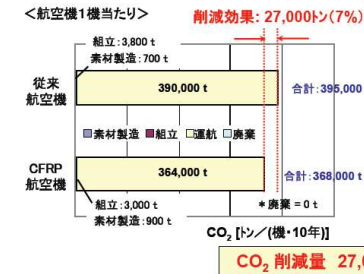 ＜航空機1機当たり＞
削減効果: 27,000トン(7%)
組立:3,800 t
素材製造:700 t
従来
航空機
390,000 t
合計:395,000
■素材製造 ■組立 □運航 □廃棄
CFRP
航空機
364,000 t
合計:368,000 t
組立:3,000 t
素材製造:900 t
＊廃棄 = 0 t
CO₂ [トン／(機・10年)]
CO₂ 削減量 27,0